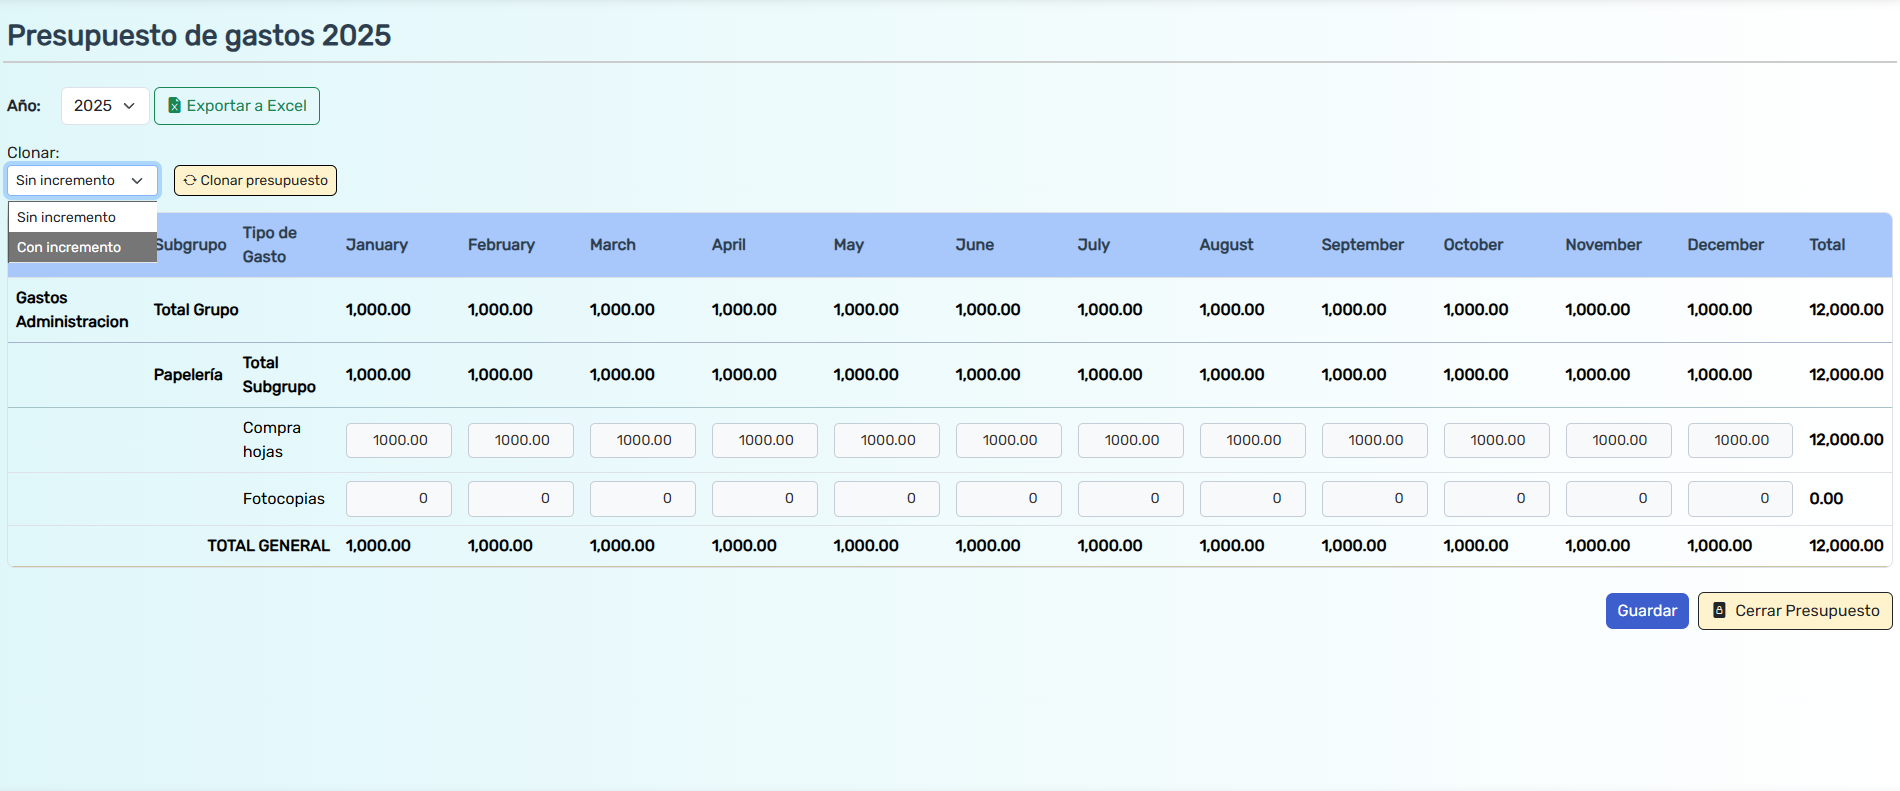 Presupuesto de gastos 2025
Año: 2025 Exportar a Excel
Clonar:
Sin incremento Clonar presupuesto
Sin incremento
Con incremento
Subgrupo Tipo de Gasto January February March April May June July August September October November December Total
Gastos Administracion Total Grupo 1,000.00 1,000.00 1,000.00 1,000.00 1,000.00 1,000.00 1,000.00 1,000.00 1,000.00 1,000.00 1,000.00 1,000.00 12,000.00
Papelería Total Subgrupo 1,000.00 1,000.00 1,000.00 1,000.00 1,000.00 1,000.00 1,000.00 1,000.00 1,000.00 1,000.00 1,000.00 1,000.00 12,000.00
Compra hojas 1000.00 1000.00 1000.00 1000.00 1000.00 1000.00 1000.00 1000.00 1000.00 1000.00 1000.00 1000.00 12,000.00
Fotocopias 0 0 0 0 0 0 0 0 0 0 0 0 0.00
TOTAL GENERAL 1,000.00 1,000.00 1,000.00 1,000.00 1,000.00 1,000.00 1,000.00 1,000.00 1,000.00 1,000.00 1,000.00 1,000.00 12,000.00
Guardar Cerrar Presupuesto